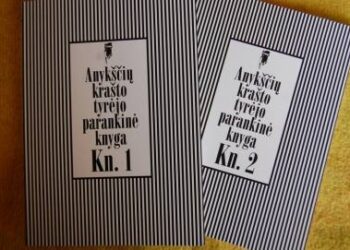 Anykščių
krašto
tyrėjo
parankinė
knyga
Kn. 1
Anykščių
krašto
tyrėjo
parankinė
knyga
Kn. 2